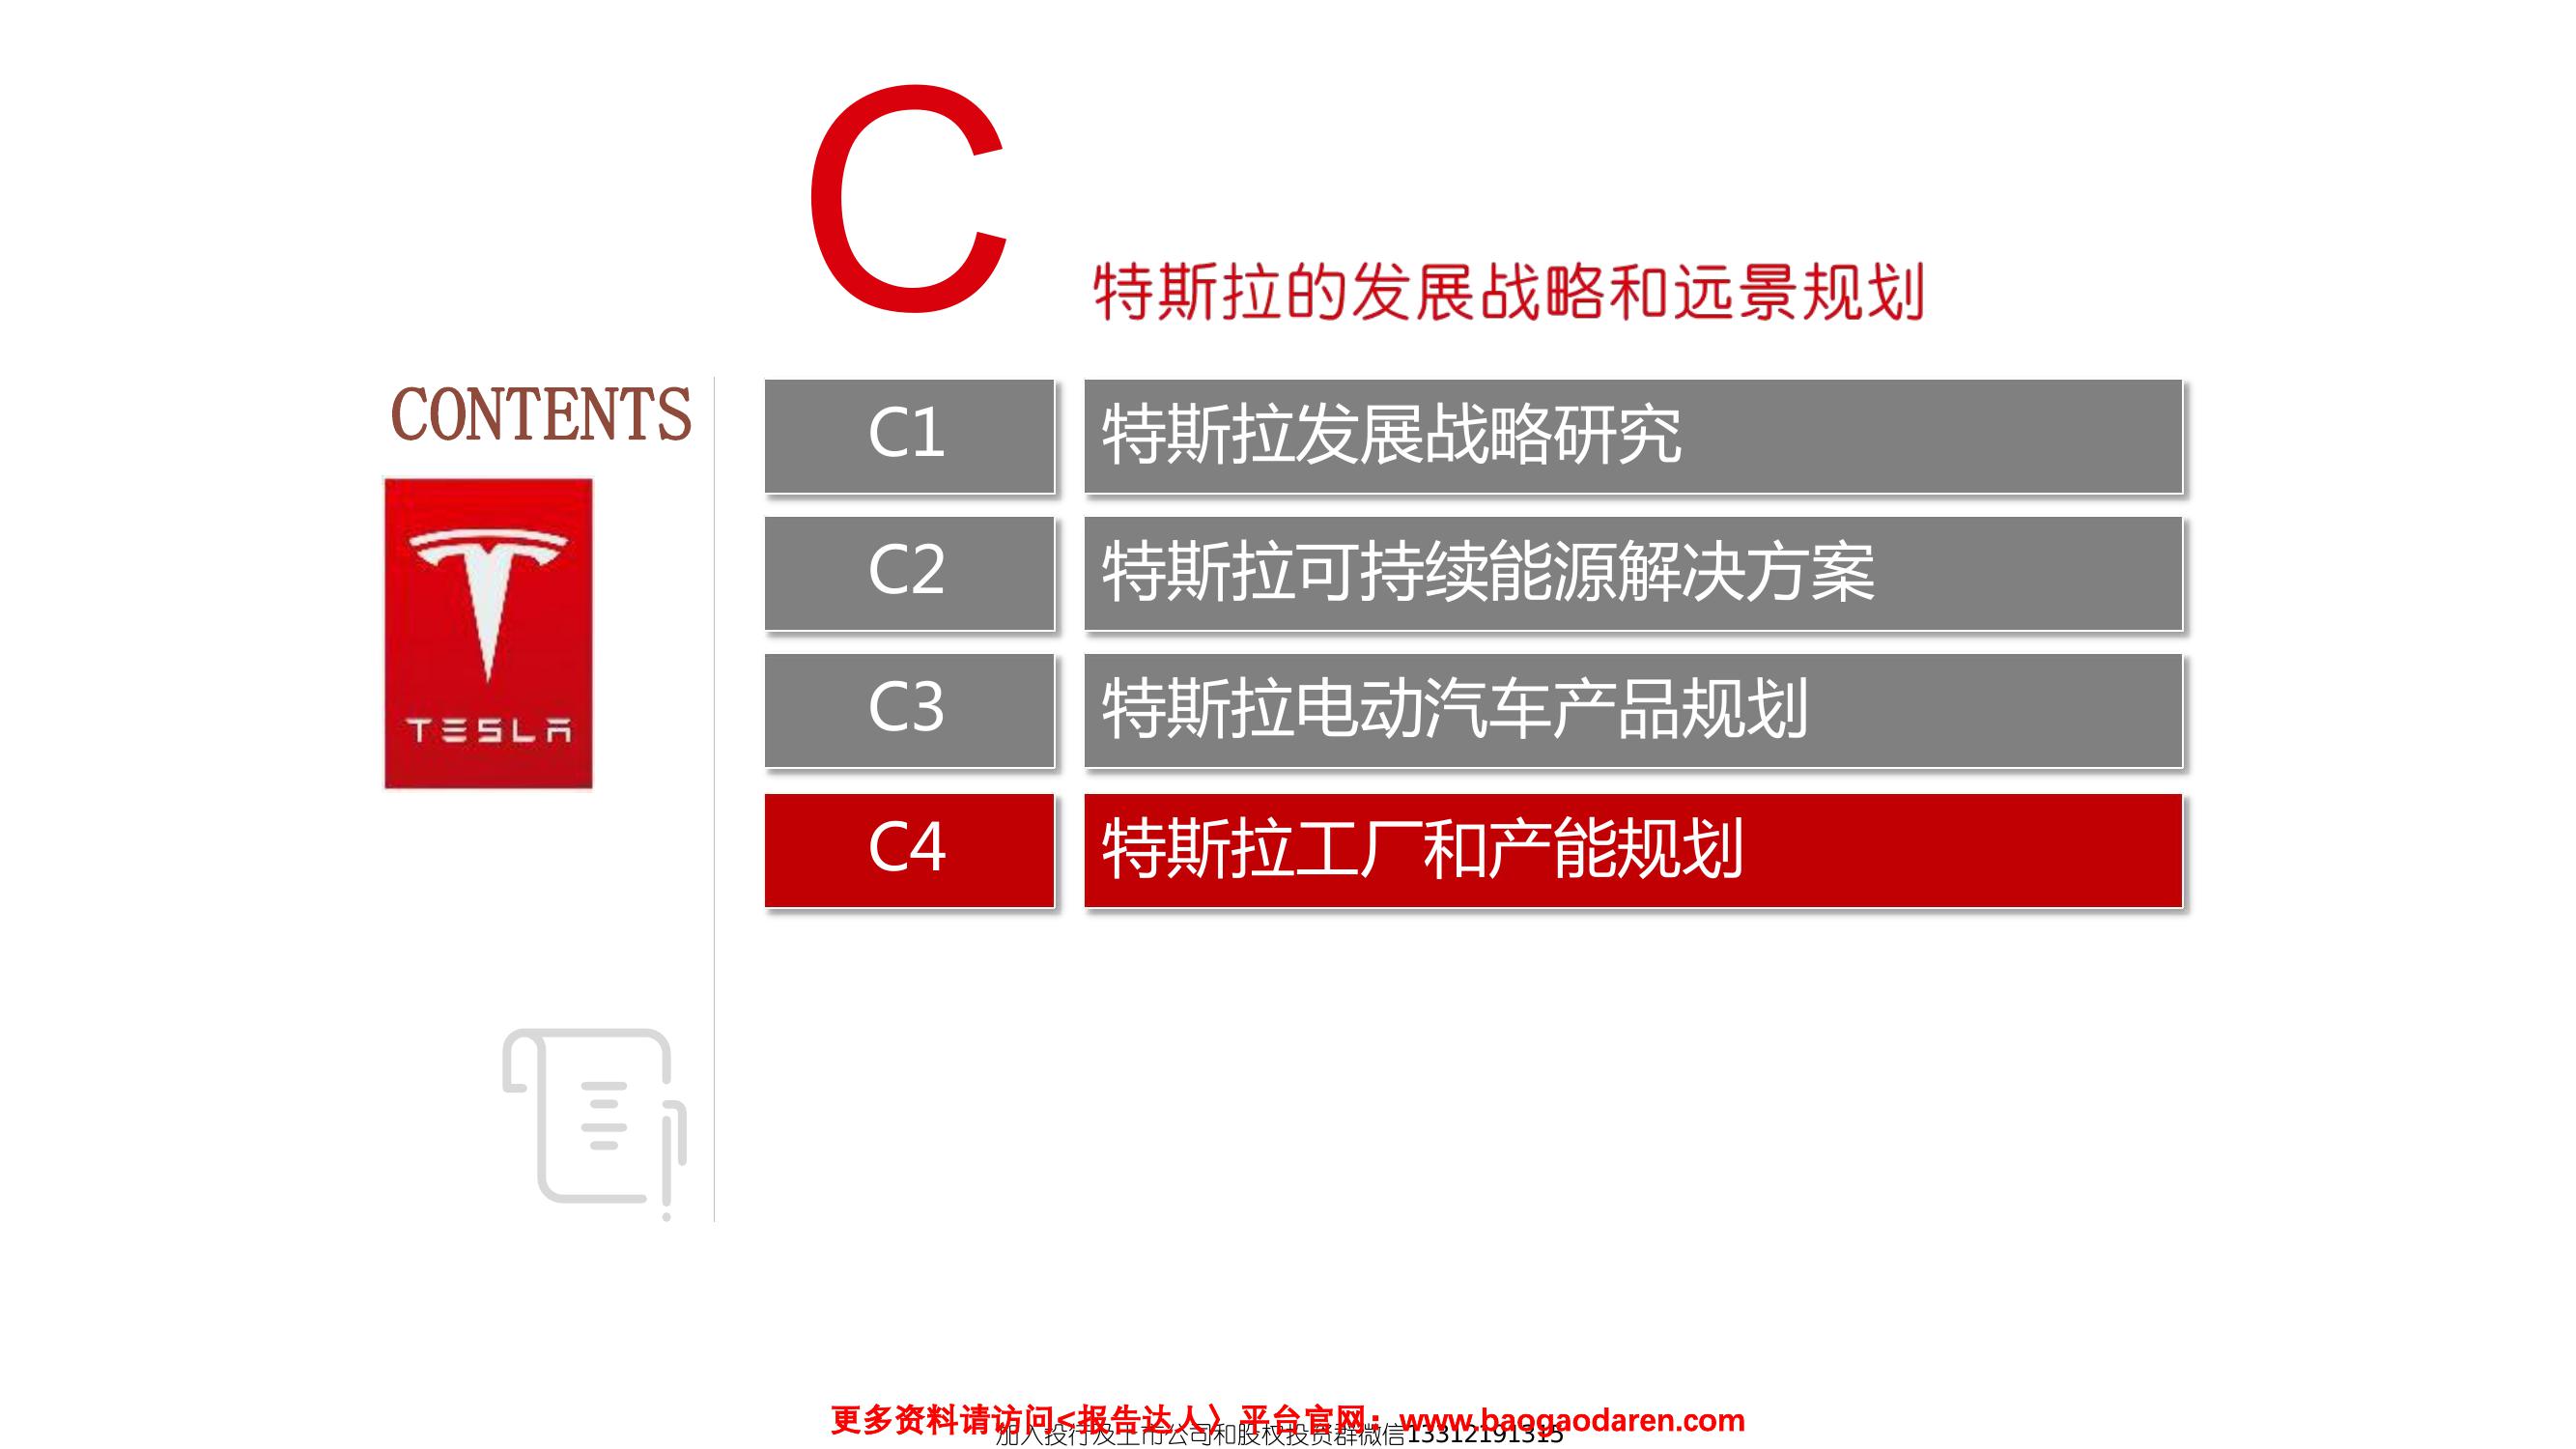 C
特斯拉的发展战略和远景规划
CONTENTS
C1 特斯拉发展战略研究
TESLA
C2 特斯拉可持续能源解决方案
C3 特斯拉电动汽车产品规划
C4 特斯拉工厂和产能规划
更多资料请访问<报告达人〉平台官网：www.baogaodaren.com
加入投行及上市公司和股权投资群微信13312191315